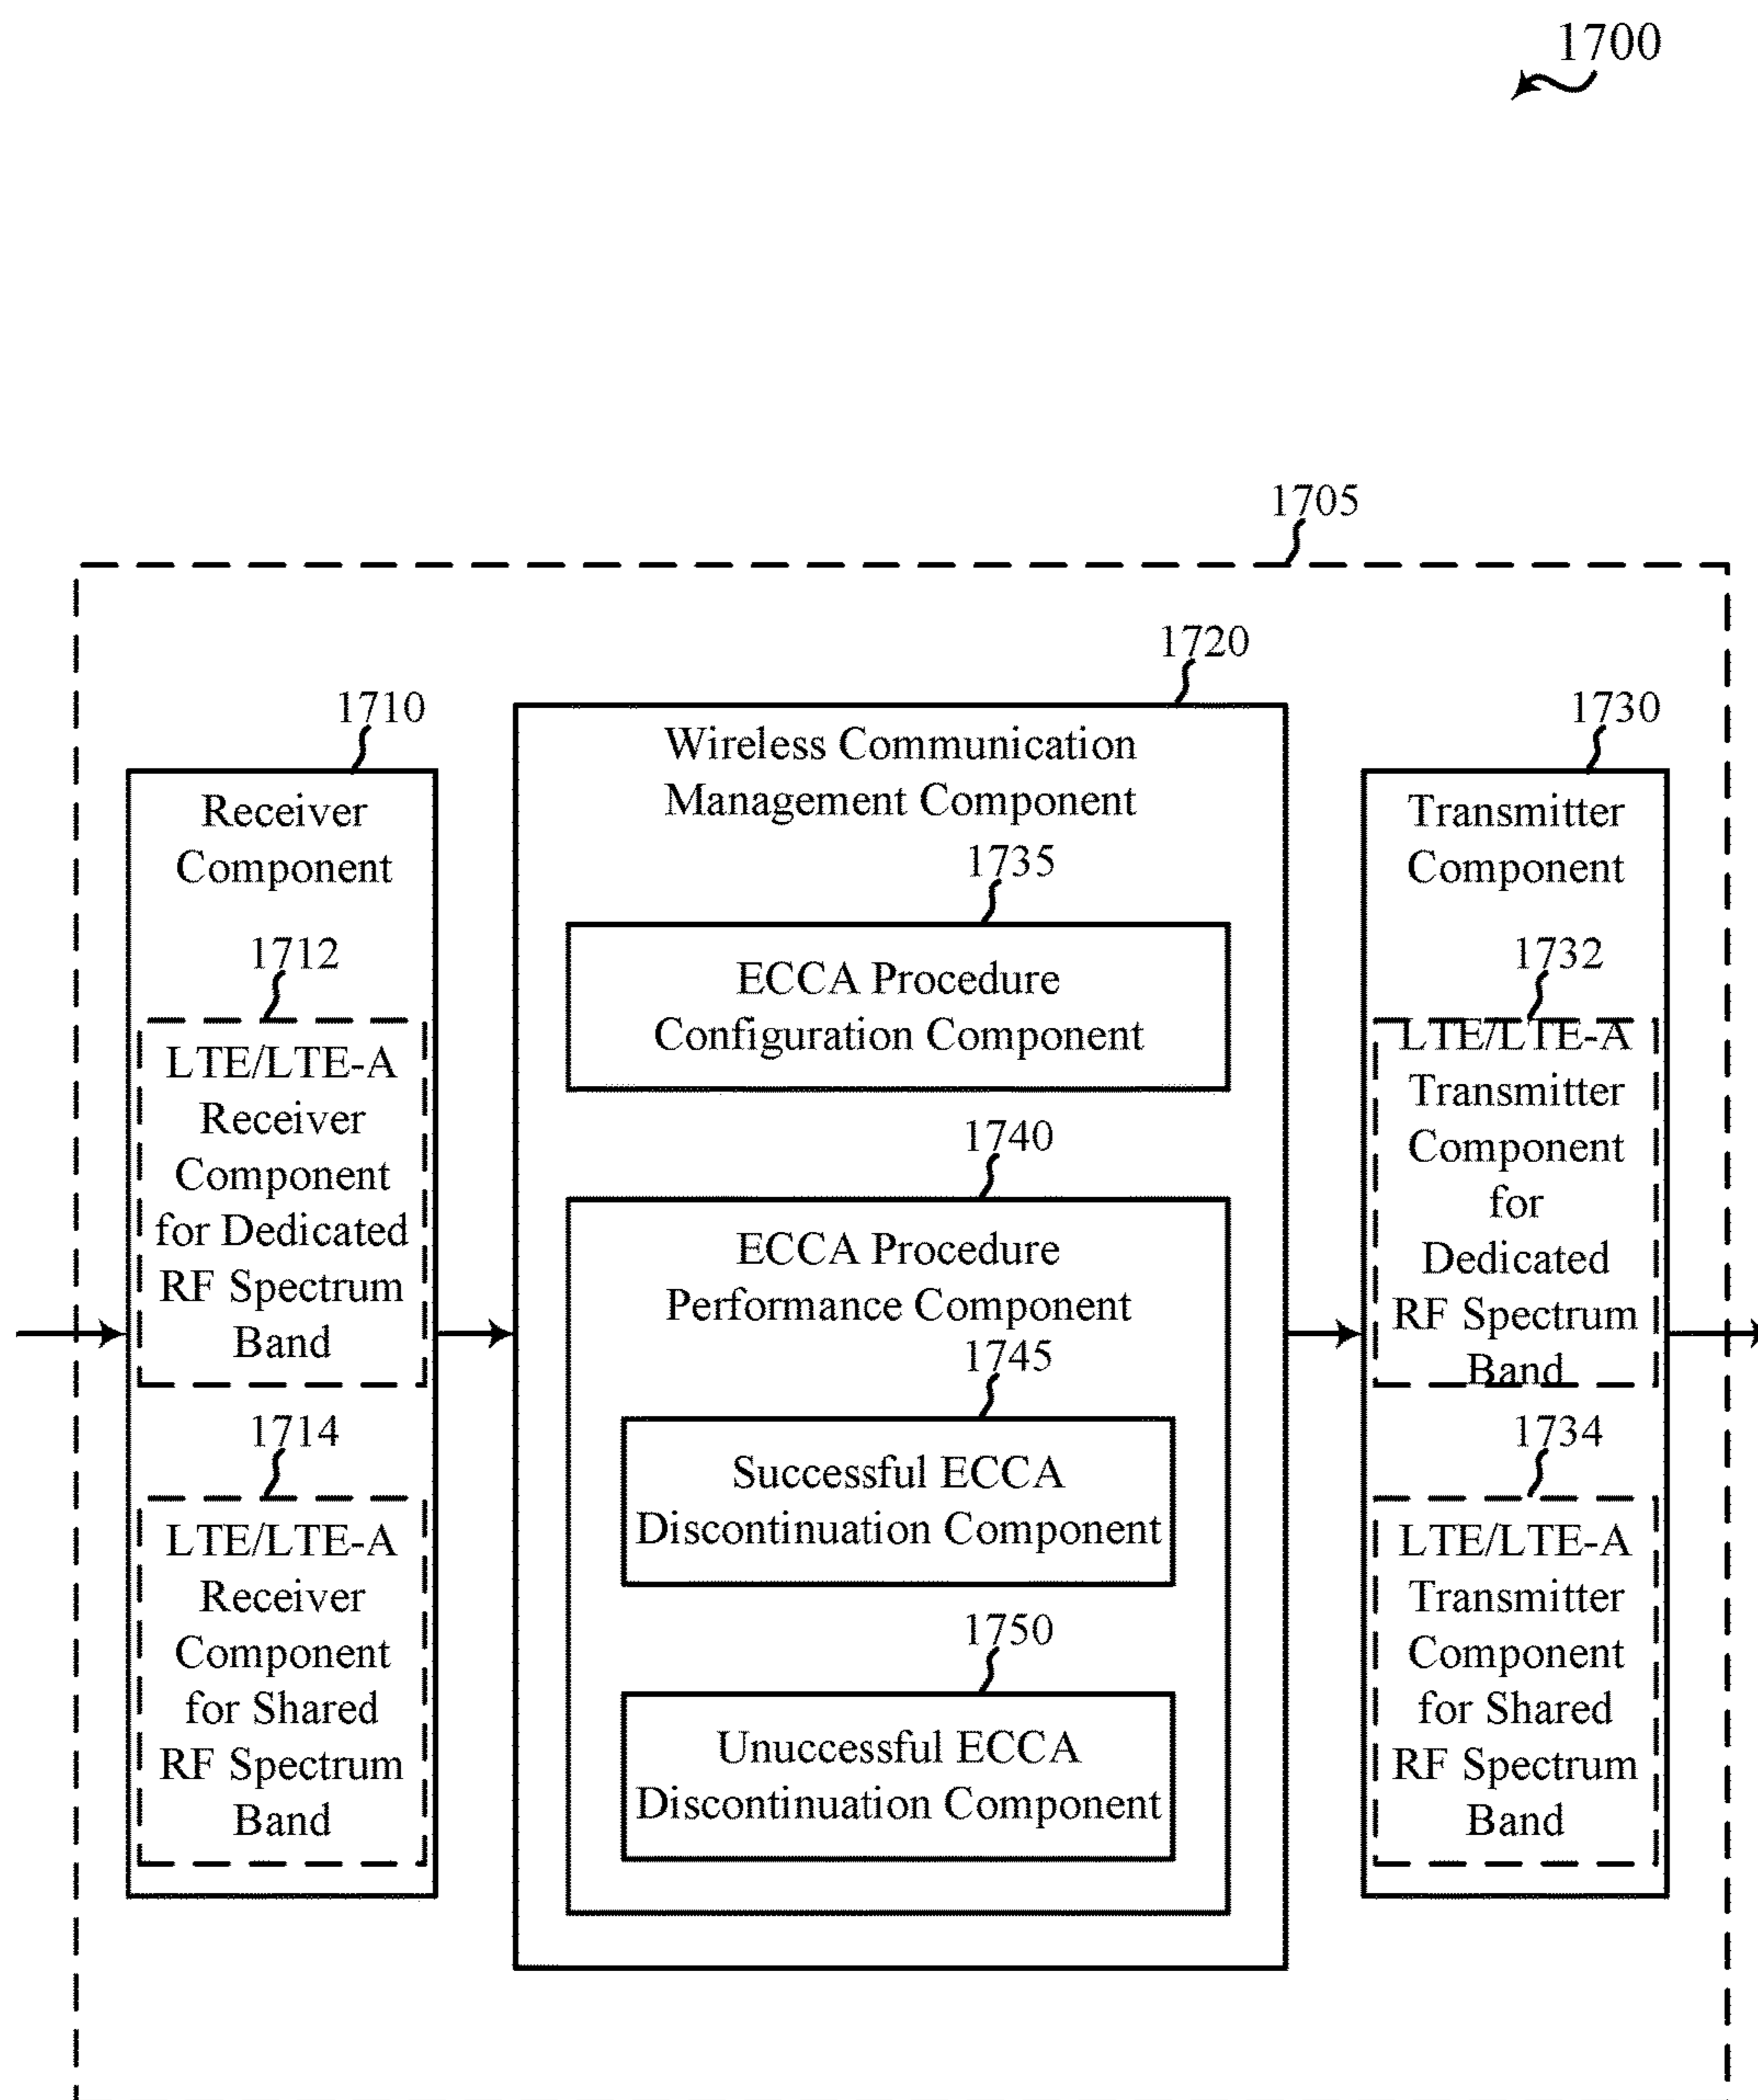 1700
1705
1720
1710
1730
Wireless Communication
Management Component
Receiver
Component
Transmitter
Component
1735
ECCA Procedure
Configuration Component
1712
LTE/LTE-A
Receiver
Component
for Dedicated
RF Spectrum
Band
1732
LTE/LTE-A
Transmitter
Component
for
Dedicated
RF Spectrum
Band
1740
ECCA Procedure
Performance Component
1745
Successful ECCA
Discontinuation Component
1714
LTE/LTE-A
Receiver
Component
for Shared
RF Spectrum
Band
1734
LTE/LTE-A
Transmitter
Component
for Shared
RF Spectrum
Band
1750
Unuccessful ECCA
Discontinuation Component